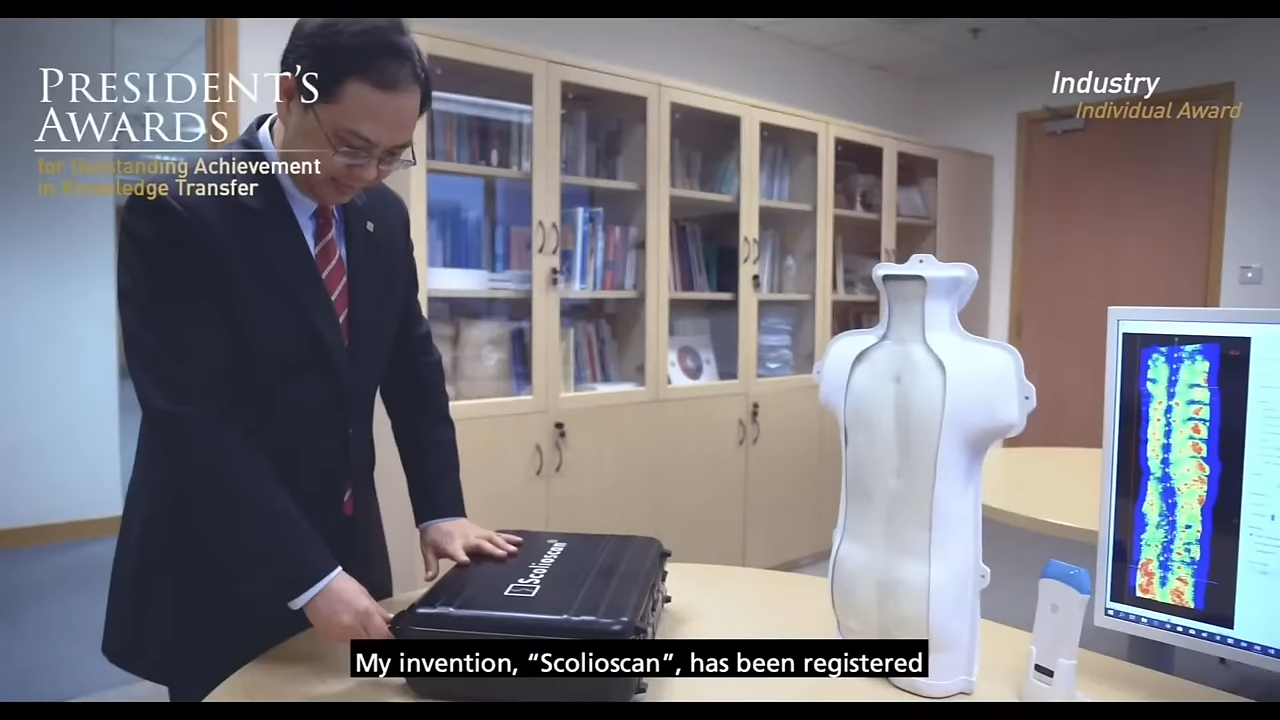 PRESIDENT'S
AWARDS
for Outstanding Achievement
in Knowledge Transfer
Industry
Individual Award
Scolioscan®
My invention, “Scolioscan”, has been registered